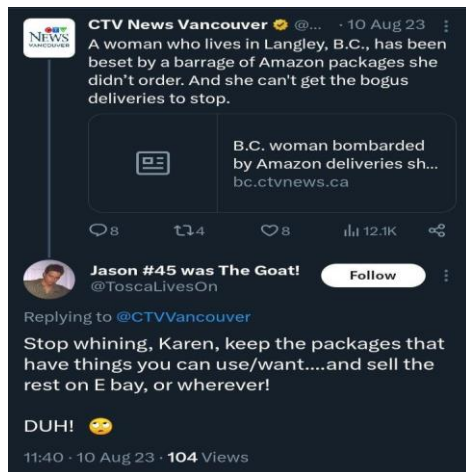 CTV
NEWS
VANCOUVER
CTV News Vancouver @... · 10 Aug 23
A woman who lives in Langley, B.C., has been
beset by a barrage of Amazon packages she
didn't order. And she can't get the bogus
deliveries to stop.
B.C. woman bombarded
by Amazon deliveries sh...
bc.ctvnews.ca
8 4 8 12.1K
Jason #45 was The Goat!
@ToscaLivesOn
Follow
Replying to @CTVVancouver
Stop whining, Karen, keep the packages that
have things you can use/want....and sell the
rest on E bay, or wherever!
DUH! 🙄
11:40 · 10 Aug 23 · 104 Views